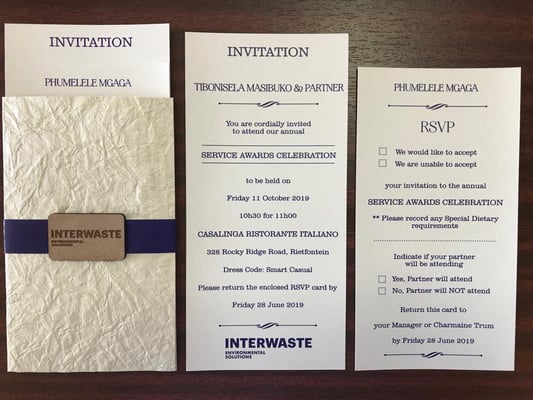 INVITATION
PHUMELELE MGAGA
INTERWASTE
ENVIRONMENTAL
SOLUTIONS
INVITATION
TIBONISELA MASIBUKO & PARTNER
You are cordially invited
to attend our annual
SERVICE AWARDS CELEBRATION
to be held on
Friday 11 October 2019
10h30 for 11h00
CASALINGA RISTORANTE ITALIANO
328 Rocky Ridge Road, Rietfontein
Dress Code: Smart Casual
Please return the enclosed RSVP card by
Friday 28 June 2019
INTERWASTE
ENVIRONMENTAL
SOLUTIONS
PHUMELELE MGAGA
RSVP
We would like to accept
We are unable to accept
your invitation to the annual
SERVICE AWARDS CELEBRATION
** Please record any Special Dietary
requirements
Indicate if your partner
will be attending
Yes, Partner will attend
No, Partner will NOT attend
Return this card to
your Manager or Charmaine Trum
by Friday 28 June 2019